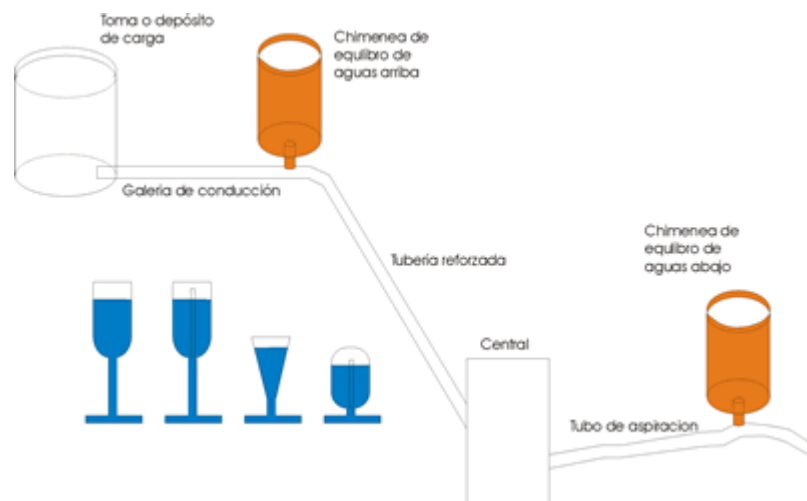 Toma o depósito
de carga
Chimenea de
equlibro de
aguas arriba
Galeria de conducción
Tubería reforzada
Chimenea de
equlibro de
aguas abajo
Central
Tubo de aspiracion